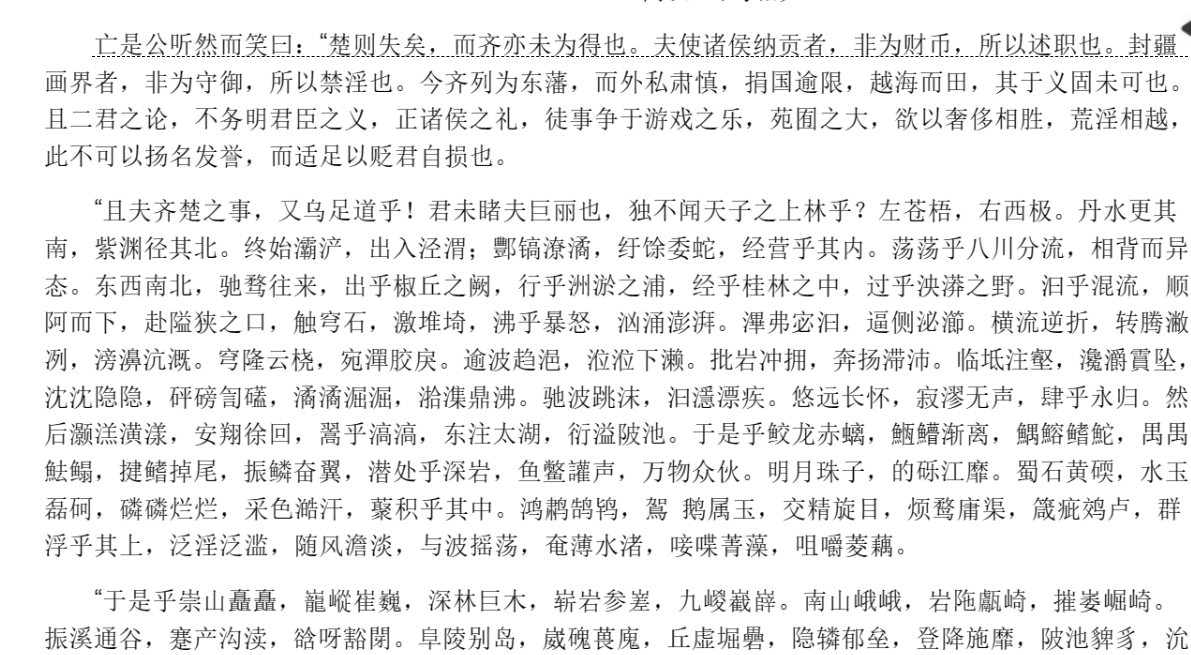 亡是公听然而笑曰：“楚则失矣，而齐亦未为得也。夫使诸侯纳贡者，非为财币，所以述职也。封疆
画界者，非为守御，所以禁淫也。今齐列为东藩，而外私肃慎，捐国逾限，越海而田，其于义固未可也。
且二君之论，不务明君臣之义，正诸侯之礼，徒事争于游戏之乐，苑囿之大，欲以奢侈相胜，荒淫相越，
此不可以扬名发誉，而适足以贬君自损也。
“且夫齐楚之事，又乌足道乎！君未睹夫巨丽也，独不闻天子之上林乎？左苍梧，右西极。丹水更其
南，紫渊径其北。终始灞浐，出入泾渭；酆镐潦潏，纡馀委蛇，经营乎其内。荡荡乎八川分流，相背而异
态。东西南北，驰骛往来，出乎椒丘之阙，行乎洲淤之浦，经乎桂林之中，过乎泱漭之野。汩乎混流，顺
阿而下，赴隘狭之口，触穹石，激堆埼，沸乎暴怒，汹涌澎湃。滭弗宓汩，逼侧泌瀄。横流逆折，转腾潎
洌，滂濞沆溉。穹隆云桡，宛潬胶戾。逾波趋浥，涖涖下濑。批岩冲拥，奔扬滞沛。临坻注壑，瀺灂霣坠，
沈沈隐隐，砰磅訇礚，潏潏淈淈，湁潗鼎沸。驰波跳沫，汩濦漂疾。悠远长怀，寂漻无声，肆乎永归。然
后灏溔潢漾，安翔徐回，翯乎滈滈，东注太湖，衍溢陂池。于是乎鲛龙赤螭，䱭䲛渐离，鰅鰫鳍鮀，禺禺
魼鳎，揵鳍掉尾，振鳞奋翼，潜处乎深岩，鱼鳖讙声，万物众伙。明月珠子，的砾江靡。蜀石黄碝，水玉
磊砢，磷磷烂烂，采色澔汗，藂积乎其中。鸿鹔鹄鸨，鴐 鹅属玉，交精旋目，烦鹜庸渠，箴疵鵁卢，群
浮乎其上，泛淫泛滥，随风澹淡，与波摇荡，奄薄水渚，唼喋菁藻，咀嚼菱藕。
“于是乎崇山矗矗，巃嵷崔巍，深林巨木，崭岩参嵳，九嵕嶻嶭。南山峨峨，岩陁甗崎，摧崣崛崎。
振溪通谷，蹇产沟渎，谽呀豁閕。阜陵别岛，崴磈葨廆，丘虚堀礨，隐辚郁垒，登降施靡，陂池貏豸，沇